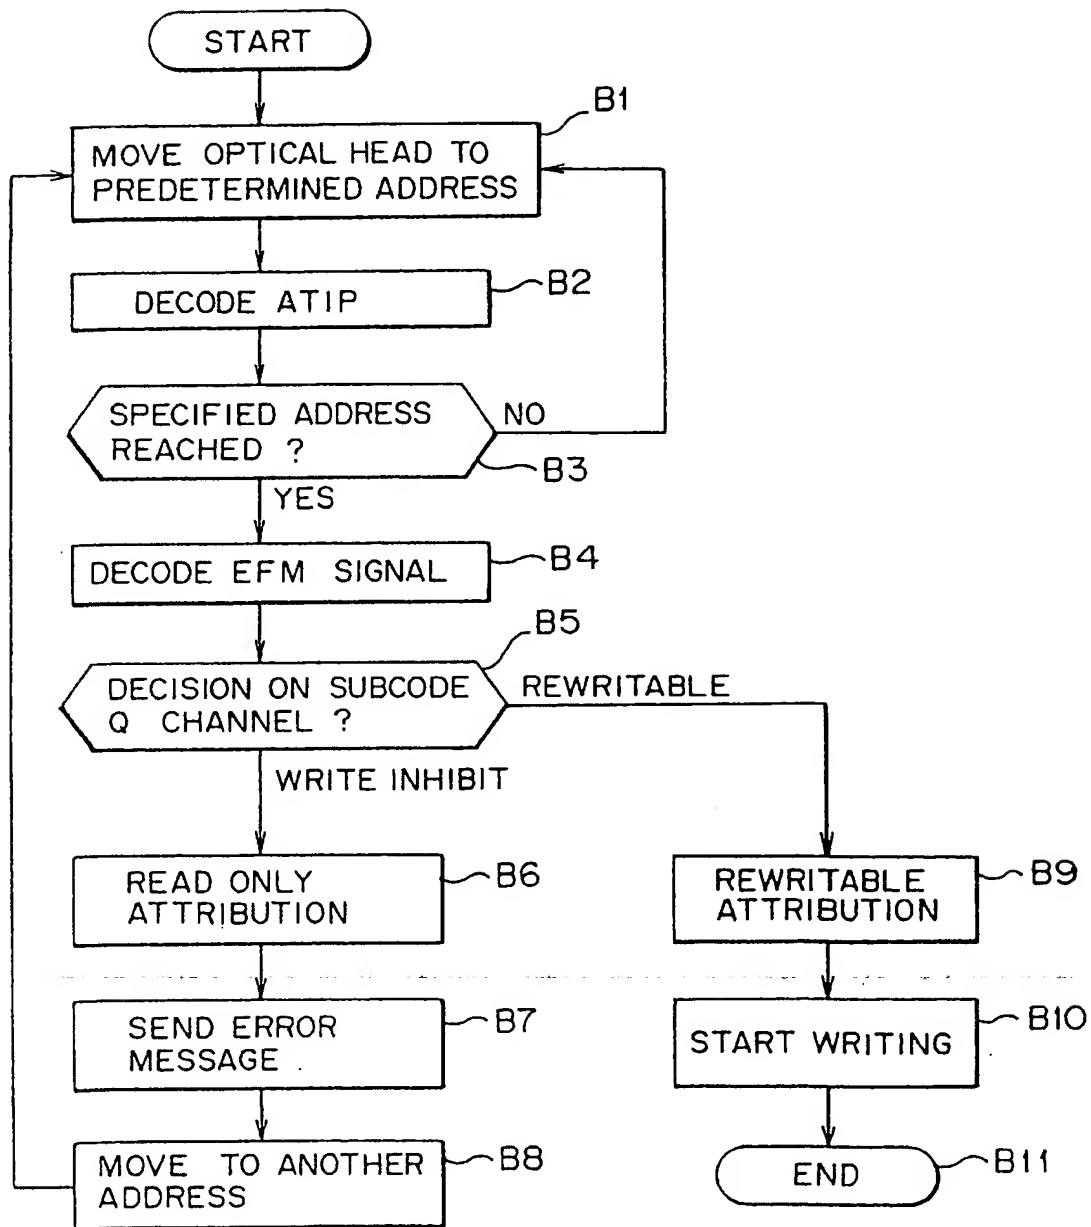 START
B1
MOVE OPTICAL HEAD TO
PREDETERMINED ADDRESS
B2
DECODE ATIP
SPECIFIED ADDRESS
REACHED ?
NO
B3
YES
B4
DECODE EFM SIGNAL
B5
DECISION ON SUBCODE
Q CHANNEL ?
REWRITABLE
WRITE INHIBIT
READ ONLY
ATTRIBUTION
B6
REWRITABLE
ATTRIBUTION
B9
SEND ERROR
MESSAGE
B7
START WRITING
B10
MOVE TO ANOTHER
ADDRESS
B8
END
B11